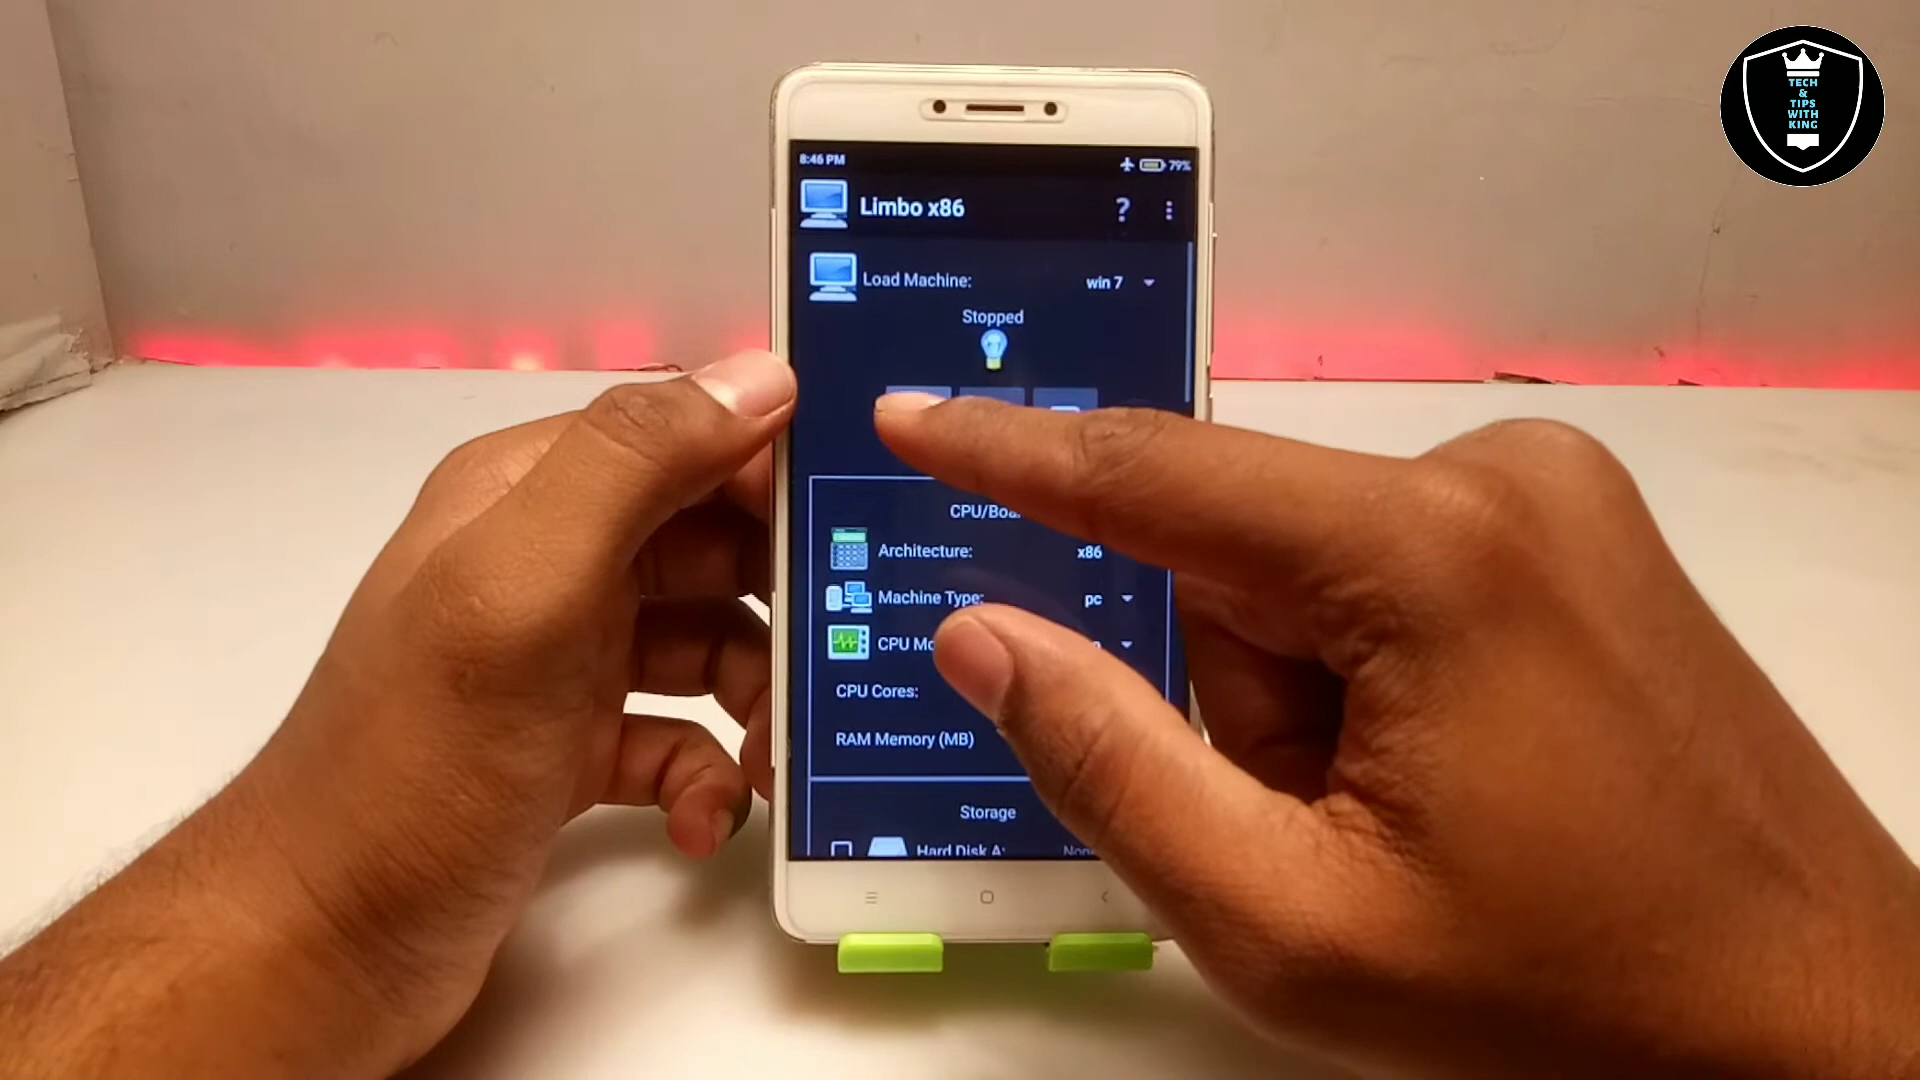 TECH
&
TIPS
WITH
KING
8:46 PM
79%
Limbo x86
?
Load Machine:
win 7
Stopped
CPU/Boa
Architecture:
x86
Machine Type:
pc
CPU Mo
CPU Cores:
RAM Memory (MB)
Storage
Hard Disk A: